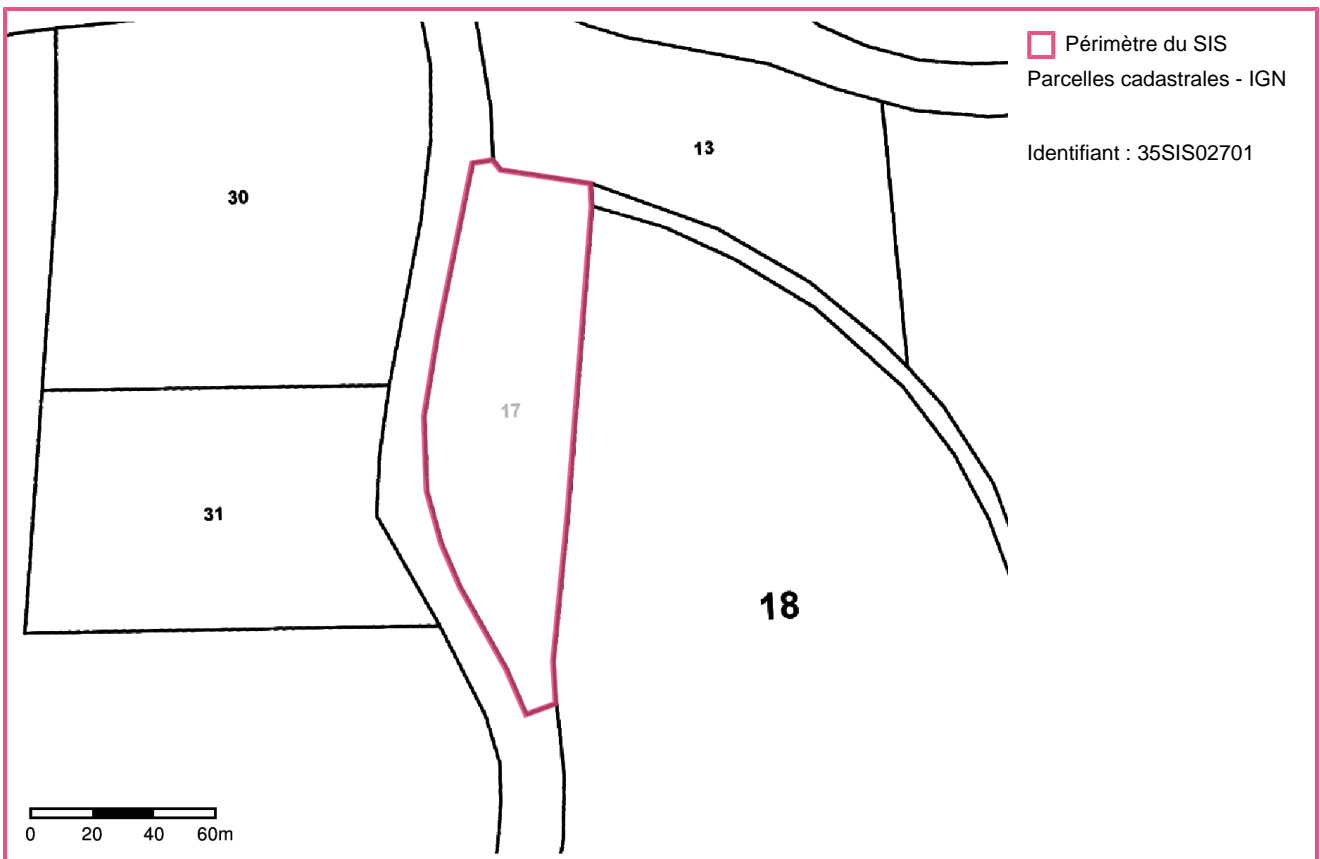 Périmètre du SIS
Parcelles cadastrales - IGN
Identifiant : 35SIS02701
13
30
17
31
18
0 20 40 60m